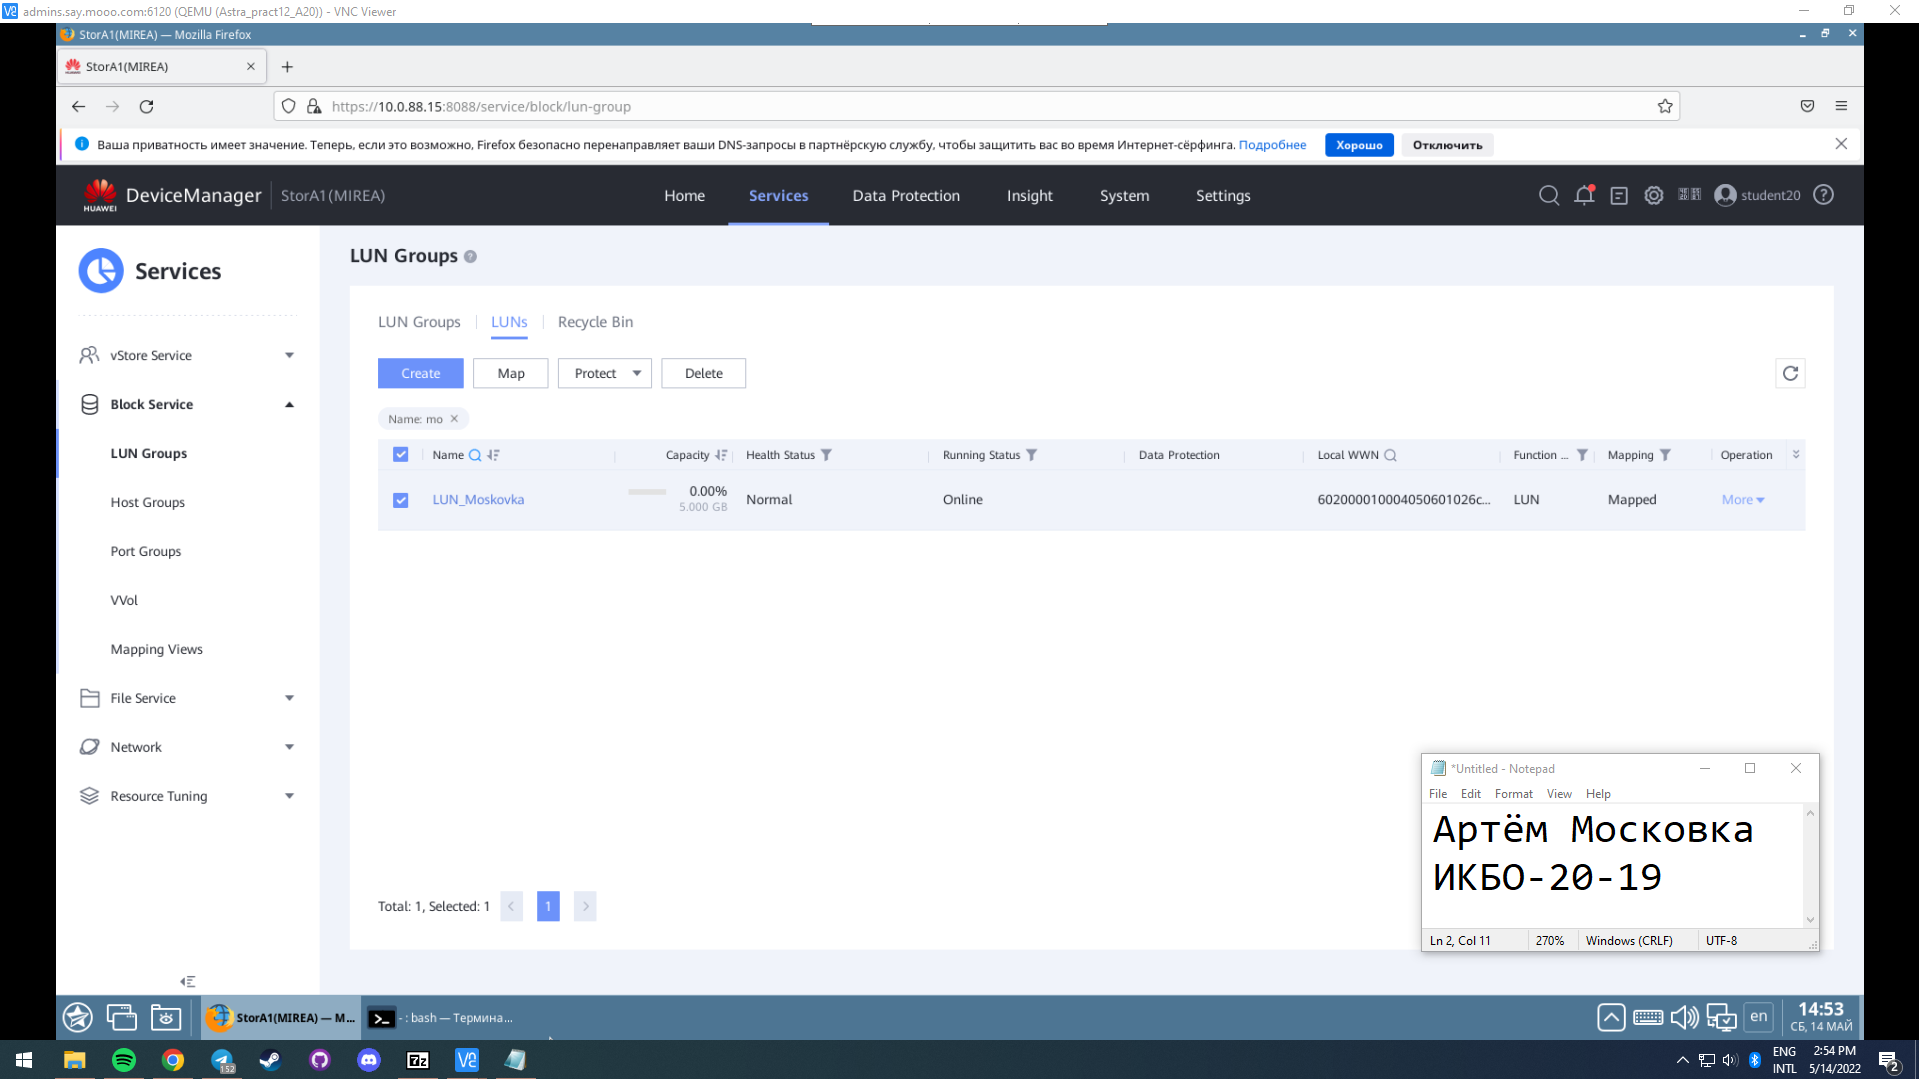 admins.say.mooo.com:6120 (QEMU (Astra_pract12_A20)) - VNC Viewer
StorA1(MIREA) — Mozilla Firefox
StorA1(MIREA)
https://10.0.88.15:8088/service/block/lun-group
Ваша приватность имеет значение. Теперь, если это возможно, Firefox безопасно перенаправляет ваши DNS-запросы в партнёрскую службу, чтобы защитить вас во время Интернет-сёрфинга. Подробнее
Хорошо
Отключить
HUAWEI
DeviceManager
StorA1(MIREA)
Home
Services
Data Protection
Insight
System
Settings
student20
Services
vStore Service
Block Service
LUN Groups
Host Groups
Port Groups
VVol
Mapping Views
File Service
Network
Resource Tuning
LUN Groups
LUN Groups
LUNs
Recycle Bin
Create
Map
Protect
Delete
Name: mo
Name Capacity Health Status Running Status Data Protection Local WWN Function ... Mapping Operation
LUN_Moskovka 0.00% Normal Online 602000010004050601026c... LUN Mapped More
5.000 GB
Total: 1, Selected: 1
1
*Untitled - Notepad
File Edit Format View Help
Артём Московка
ИКБО-20-19
Ln 2, Col 11
270%
Windows (CRLF)
UTF-8
StorA1(MIREA) — M...
- : bash — Термина...
en
14:53
СБ, 14 МАЙ
152
7z
VC
ENG
INTL
2:54 PM
5/14/2022
2